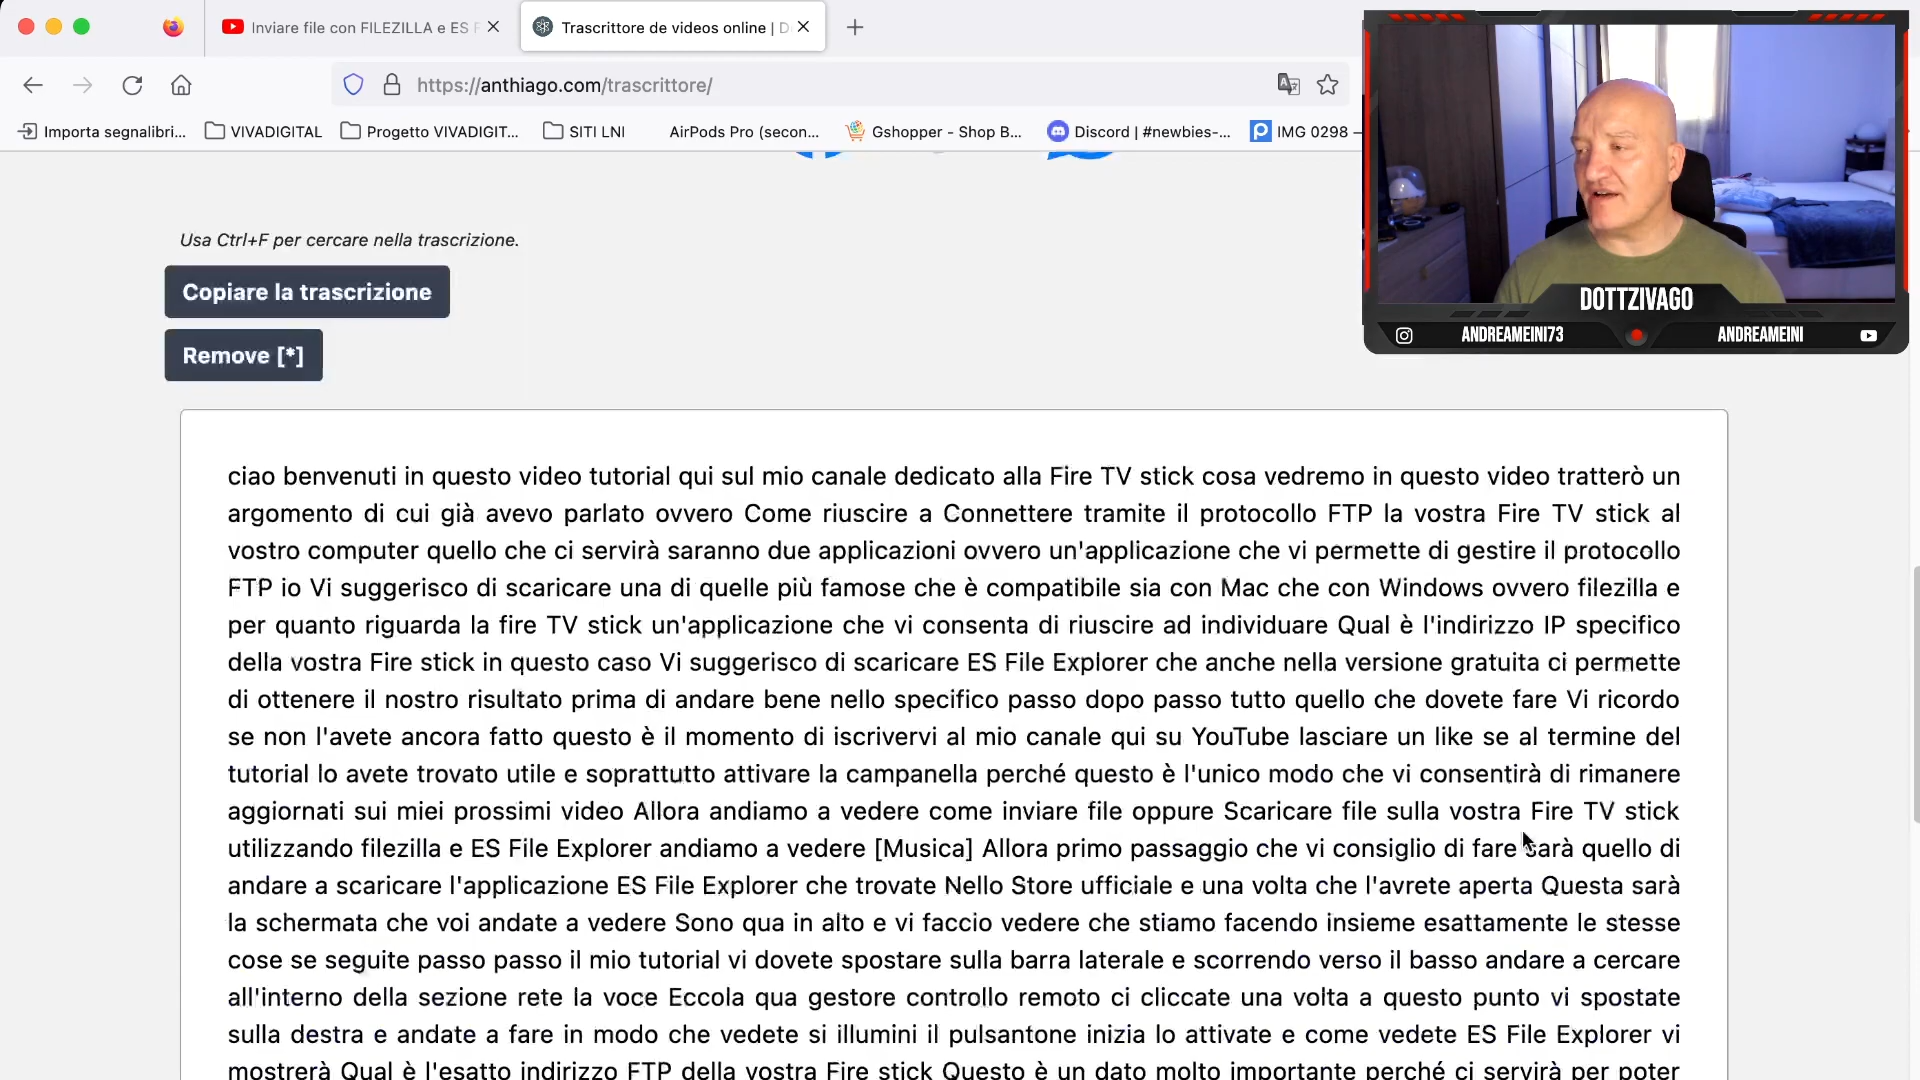 Inviare file con FILEZILLA e ES F
Trascrittore de videos online | D
https://anthiago.com/trascrittore/
Importa segnalibri...
VIVADIGITAL
Progetto VIVADIGIT...
SITI LNI
AirPods Pro (secon...
Gshopper - Shop B...
Discord | #newbies-...
IMG 0298 –
DOTTZIVAGO
ANDREAMEINI73
ANDREAMEINI
Usa Ctrl+F per cercare nella trascrizione.
Copiare la trascrizione
Remove [*]
ciao benvenuti in questo video tutorial qui sul mio canale dedicato alla Fire TV stick cosa vedremo in questo video tratterò un
argomento di cui già avevo parlato ovvero Come riuscire a Connettere tramite il protocollo FTP la vostra Fire TV stick al
vostro computer quello che ci servirà saranno due applicazioni ovvero un'applicazione che vi permette di gestire il protocollo
FTP io Vi suggerisco di scaricare una di quelle più famose che è compatibile sia con Mac che con Windows ovvero filezilla e
per quanto riguarda la fire TV stick un'applicazione che vi consenta di riuscire ad individuare Qual è l'indirizzo IP specifico
della vostra Fire stick in questo caso Vi suggerisco di scaricare ES File Explorer che anche nella versione gratuita ci permette
di ottenere il nostro risultato prima di andare bene nello specifico passo dopo passo tutto quello che dovete fare Vi ricordo
se non l'avete ancora fatto questo è il momento di iscrivervi al mio canale qui su YouTube lasciare un like se al termine del
tutorial lo avete trovato utile e soprattutto attivare la campanella perché questo è l'unico modo che vi consentirà di rimanere
aggiornati sui miei prossimi video Allora andiamo a vedere come inviare file oppure Scaricare file sulla vostra Fire TV stick
utilizzando filezilla e ES File Explorer andiamo a vedere [Musica] Allora primo passaggio che vi consiglio di fare sarà quello di
andare a scaricare l'applicazione ES File Explorer che trovate Nello Store ufficiale e una volta che l'avrete aperta Questa sarà
la schermata che voi andate a vedere Sono qua in alto e vi faccio vedere che stiamo facendo insieme esattamente le stesse
cose se seguite passo passo il mio tutorial vi dovete spostare sulla barra laterale e scorrendo verso il basso andare a cercare
all'interno della sezione rete la voce Eccola qua gestore controllo remoto ci cliccate una volta a questo punto vi spostate
sulla destra e andate a fare in modo che vedete si illumini il pulsantone inizia lo attivate e come vedete ES File Explorer vi
mostrerà Qual è l'esatto indirizzo FTP della vostra Fire stick Questo è un dato molto importante perché ci servirà per poter